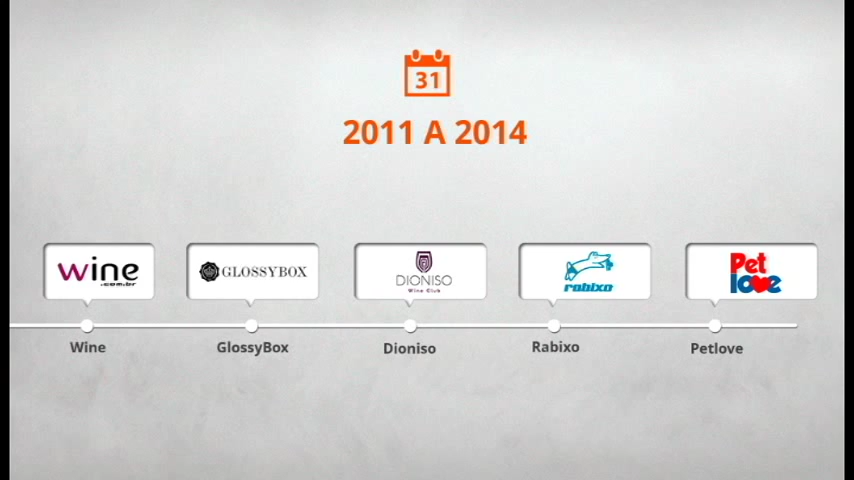 31
2011 A 2014
wine
.com.br
GLOSSYBOX
DIONISO
Wine Club
rabixo
Pet
love
Wine
GlossyBox
Dioniso
Rabixo
Petlove